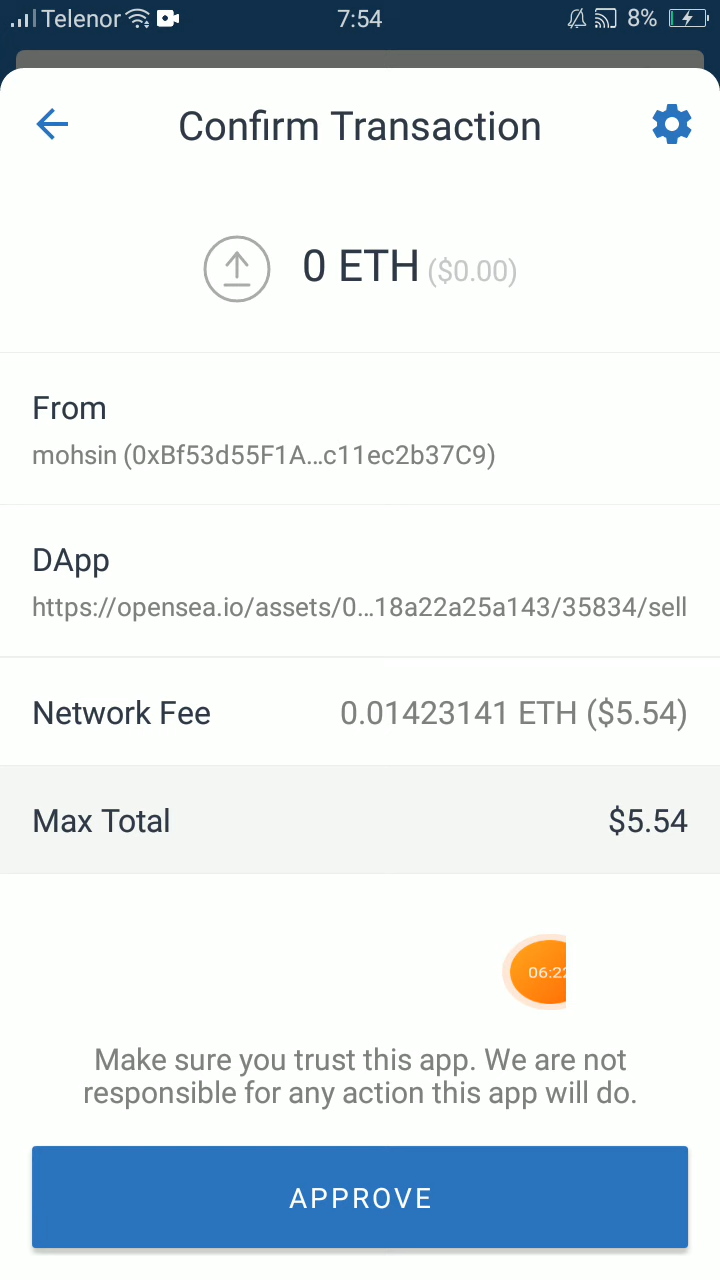 Telenor 7:54 8%
Confirm Transaction
0 ETH ($0.00)
From
mohsin (0xBf53d55F1A...c11ec2b37C9)
DApp
https://opensea.io/assets/0...18a22a25a143/35834/sell
Network Fee 0.01423141 ETH ($5.54)
Max Total $5.54
06:22
Make sure you trust this app. We are not
responsible for any action this app will do.
APPROVE